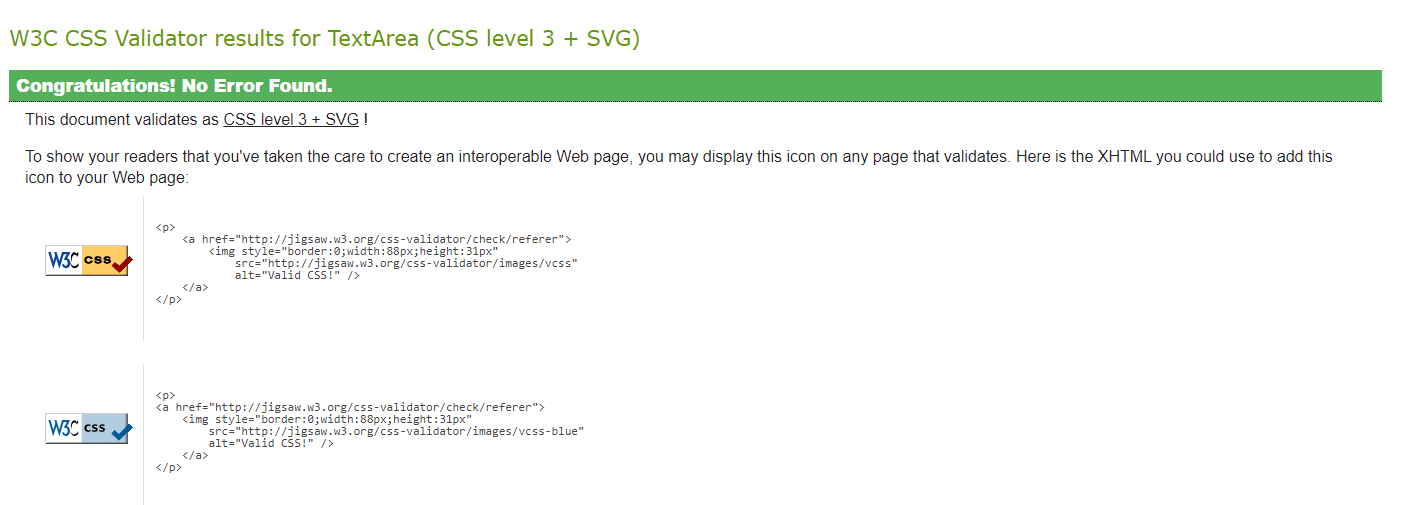 W3C CSS Validator results for TextArea (CSS level 3 + SVG)
Congratulations! No Error Found.
This document validates as CSS level 3 + SVG !
To show your readers that you've taken the care to create an interoperable Web page, you may display this icon on any page that validates. Here is the XHTML you could use to add this
icon to your Web page:
W3C css
<p>
    <a href="http://jigsaw.w3.org/css-validator/check/referer">
        <img style="border:0;width:88px;height:31px"
            src="http://jigsaw.w3.org/css-validator/images/vcss"
            alt="Valid CSS!" />
    </a>
</p>
W3C css
<p>
<a href="http://jigsaw.w3.org/css-validator/check/referer">
    <img style="border:0;width:88px;height:31px"
        src="http://jigsaw.w3.org/css-validator/images/vcss-blue"
        alt="Valid CSS!" />
    </a>
</p>